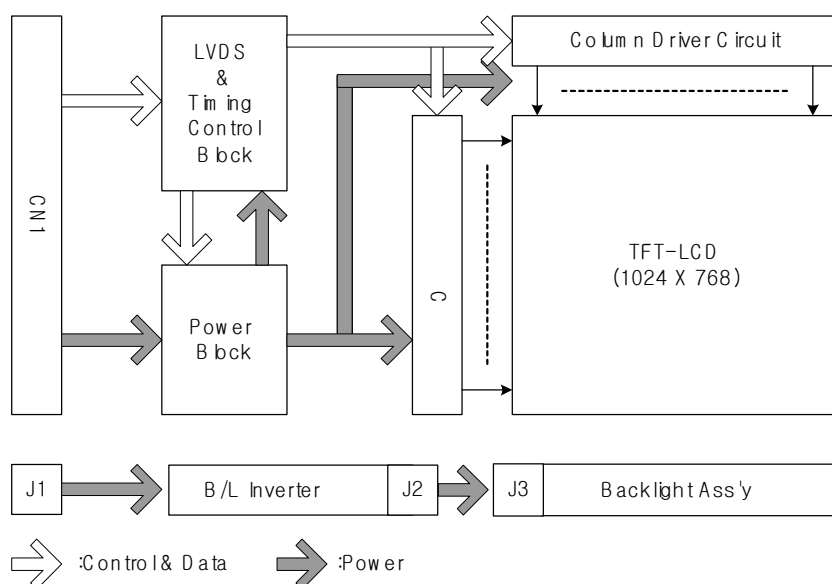 LVDS
&
Timing
Control
Block
Column Driver Circuit
CN1
C
TFT-LCD
(1024 X 768)
Power
Block
J1
B/L Inverter
J2
J3
Backlight Ass'y
:Control & Data
:Power